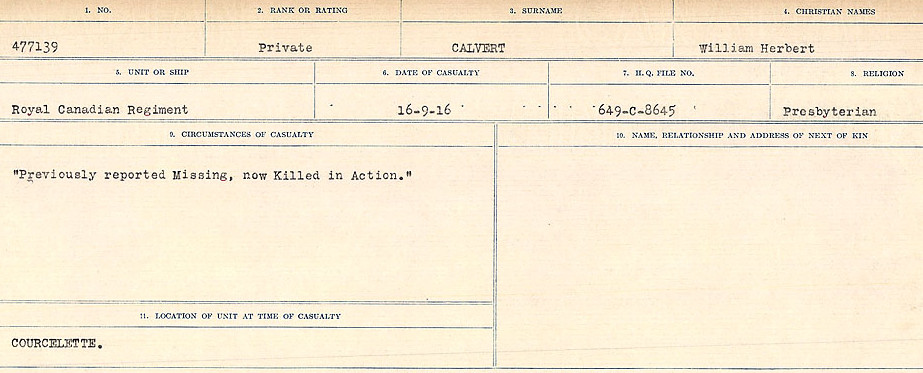 1. NO.
2. RANK OR RATING
3. SURNAME
4. CHRISTIAN NAMES
477139
Private
CALVERT
William Herbert
5. UNIT OR SHIP
6. DATE OF CASUALTY
7. H.Q. FILE NO.
8. RELIGION
Royal Canadian Regiment
16-9-16
649-C-8645
Presbyterian
9. CIRCUMSTANCES OF CASUALTY
10. NAME, RELATIONSHIP AND ADDRESS OF NEXT OF KIN
"Previously reported Missing, now Killed in Action."
11. LOCATION OF UNIT AT TIME OF CASUALTY
COURCELETTE.